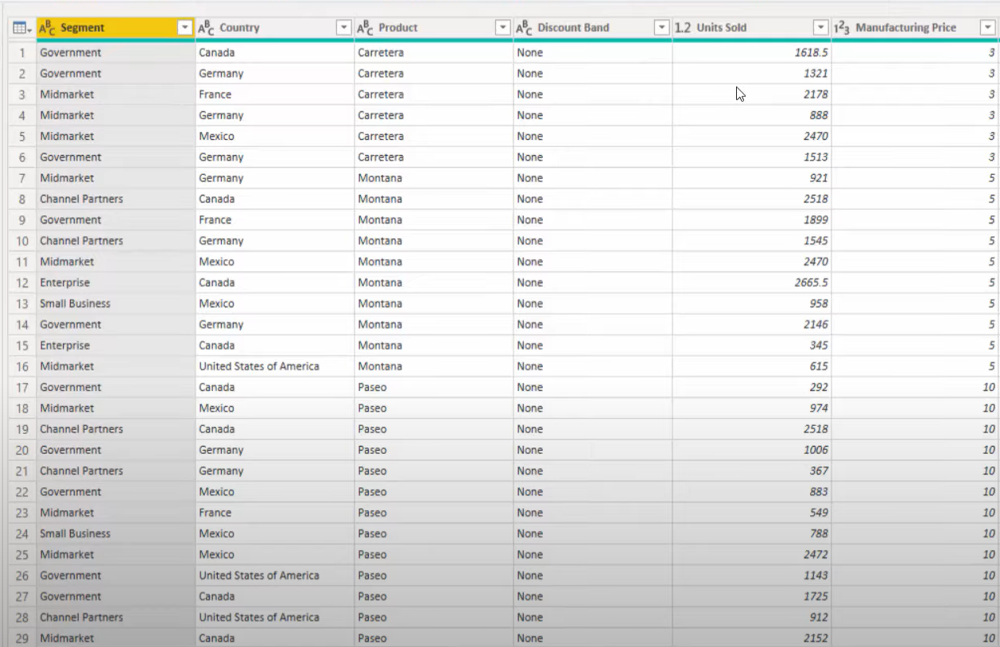 ABC Segment ABC Country ABC Product ABC Discount Band 1.2 Units Sold 123 Manufacturing Price
1 Government Canada Carretera None 1618.5 3
2 Government Germany Carretera None 1321 3
3 Midmarket France Carretera None 2178 3
4 Midmarket Germany Carretera None 888 3
5 Midmarket Mexico Carretera None 2470 3
6 Government Germany Carretera None 1513 3
7 Midmarket Germany Montana None 921 5
8 Channel Partners Canada Montana None 2518 5
9 Government France Montana None 1899 5
10 Channel Partners Germany Montana None 1545 5
11 Midmarket Mexico Montana None 2470 5
12 Enterprise Canada Montana None 2665.5 5
13 Small Business Mexico Montana None 958 5
14 Government Germany Montana None 2146 5
15 Enterprise Canada Montana None 345 5
16 Midmarket United States of America Montana None 615 5
17 Government Canada Paseo None 292 10
18 Midmarket Mexico Paseo None 974 10
19 Channel Partners Canada Paseo None 2518 10
20 Government Germany Paseo None 1006 10
21 Channel Partners Germany Paseo None 367 10
22 Government Mexico Paseo None 883 10
23 Midmarket France Paseo None 549 10
24 Small Business Mexico Paseo None 788 10
25 Midmarket Mexico Paseo None 2472 10
26 Government United States of America Paseo None 1143 10
27 Government Canada Paseo None 1725 10
28 Channel Partners United States of America Paseo None 912 10
29 Midmarket Canada Paseo None 2152 10